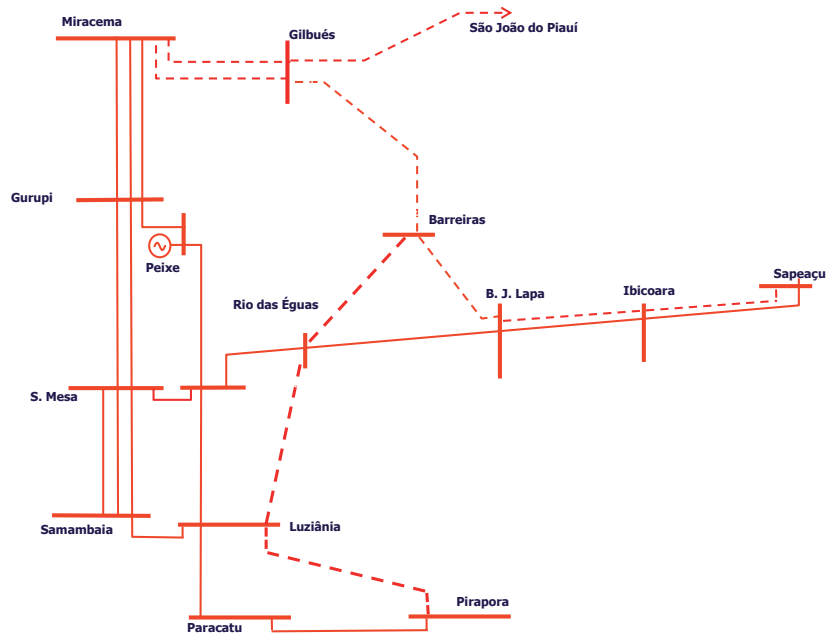 Miracema
Gilbués
São João do Piauí
Gurupi
Barreiras
Peixe
Sapeaçu
B. J. Lapa
Ibicoara
Rio das Éguas
S. Mesa
Samambaia
Luziânia
Pirapora
Paracatu